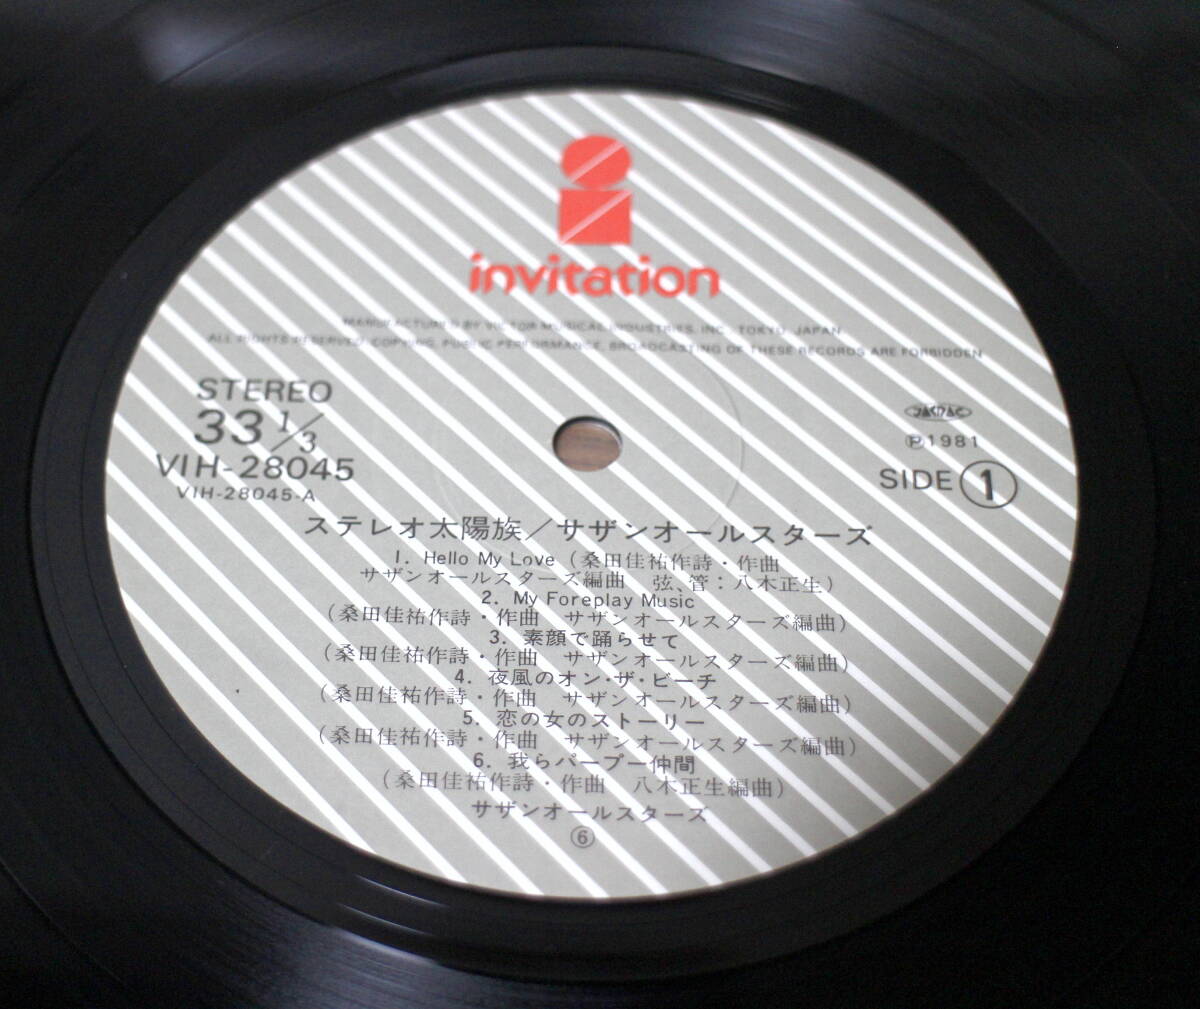 invitation
MANUFACTURED BY VICTOR MUSICAL INDUSTRIES, INC. TOKYO, JAPAN
ALL RIGHTS RESERVED. COPYING, PUBLIC PERFORMANCE, BROADCASTING OF THESE RECORDS ARE FORBIDDEN
STEREO
33 1/3
VIH-28045
VIH-28045-A
JASRAC
Ⓟ1981
SIDE ①
ステレオ太陽族／サザンオールスターズ
1. Hello My Love（桑田佳祐作詩・作曲
サザンオールスターズ編曲 弦、管：八木正生）
2. My Foreplay Music
（桑田佳祐作詩・作曲 サザンオールスターズ編曲）
3. 素顔で踊らせて
（桑田佳祐作詩・作曲 サザンオールスターズ編曲）
4. 夜風のオン・ザ・ビーチ
（桑田佳祐作詩・作曲 サザンオールスターズ編曲）
5. 恋の女のストーリー
（桑田佳祐作詩・作曲 サザンオールスターズ編曲）
6. 我らパープー仲間
（桑田佳祐作詩・作曲 八木正生編曲）
サザンオールスターズ
⑥